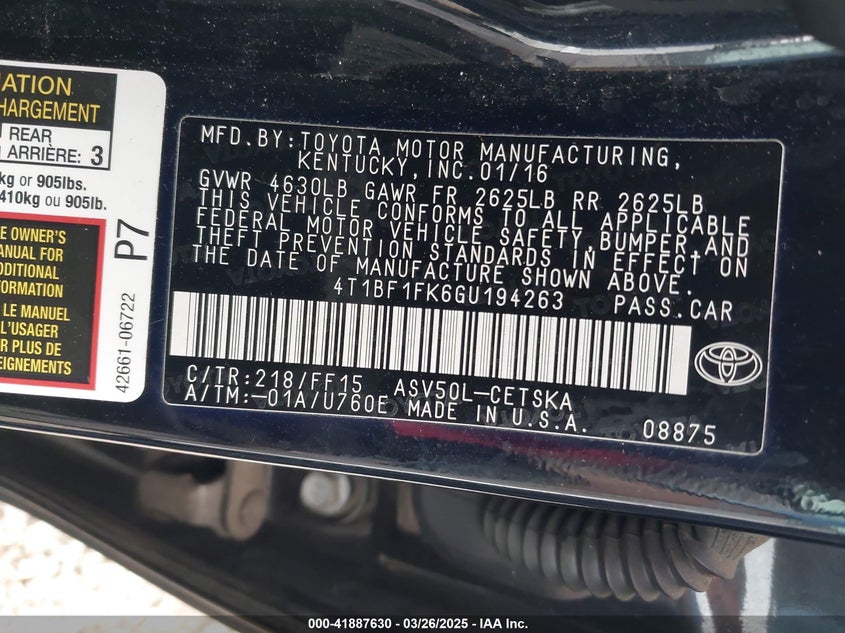 ATION
HARGEMENT
REAR
ARRIÈRE: 3
kg or 905lbs.
410kg ou 905lb.
E OWNER'S
ANUAL FOR
DDITIONAL
FORMATION
LE MANUEL
L'USAGER
R PLUS DE
EIGNEMENTS
P7
42661-06722
MFD.BY:TOYOTA MOTOR MANUFACTURING,
KENTUCKY,INC.01/16
GVWR 4630LB GAWR FR 2625LB RR 2625LB
THIS VEHICLE CONFORMS TO ALL APPLICABLE
FEDERAL MOTOR VEHICLE SAFETY,BUMPER,AND
THEFT PREVENTION STANDARDS IN EFFECT ON
THE DATE OF MANUFACTURE SHOWN ABOVE.
4T1BF1FK6GU194263 PASS.CAR
C/TR:218/FF15 ASV50L-CETSKA
A/TM:-01A/U760E MADE IN U.S.A. 08875
000-41887630 - 03/26/2025 - IAA Inc.